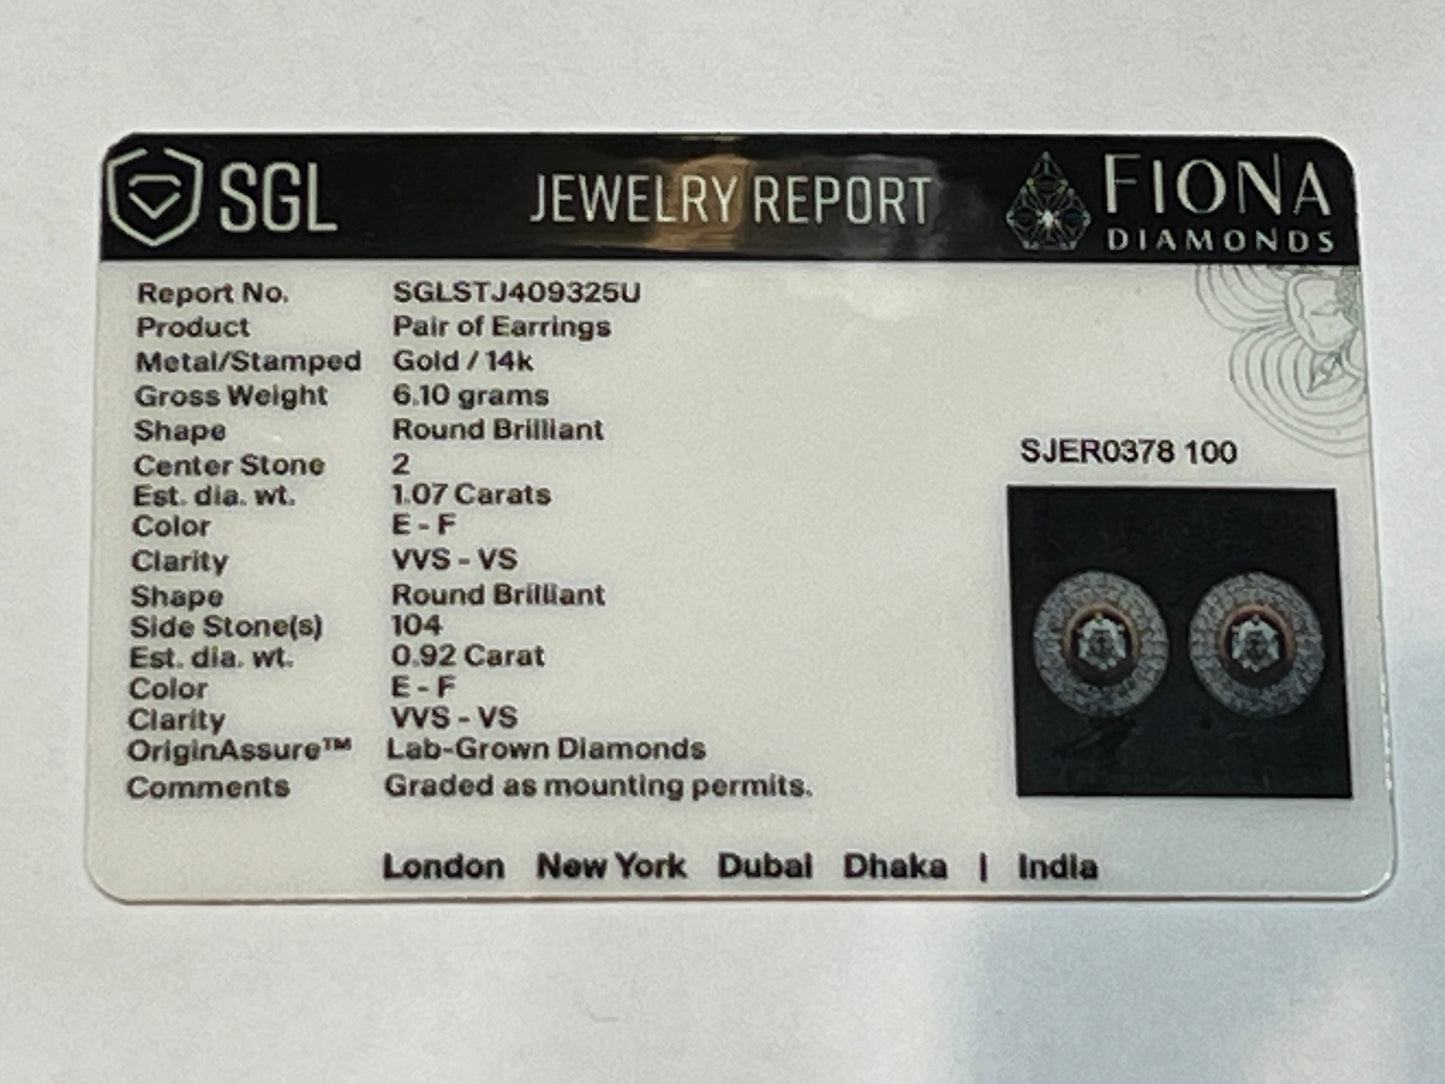 SGL JEWELRY REPORT FIONA DIAMONDS
Report No. SGLSTJ409325U
Product Pair of Earrings
Metal/Stamped Gold / 14k
Gross Weight 6.10 grams
Shape Round Brilliant
Center Stone 2
Est. dia. wt. 1.07 Carats
Color E - F
Clarity VVS - VS
Shape Round Brilliant
Side Stone(s) 104
Est. dia. wt. 0.92 Carat
Color E - F
Clarity VVS - VS
OriginAssure™ Lab-Grown Diamonds
Comments Graded as mounting permits.
SJER0378 100
London New York Dubai Dhaka | India